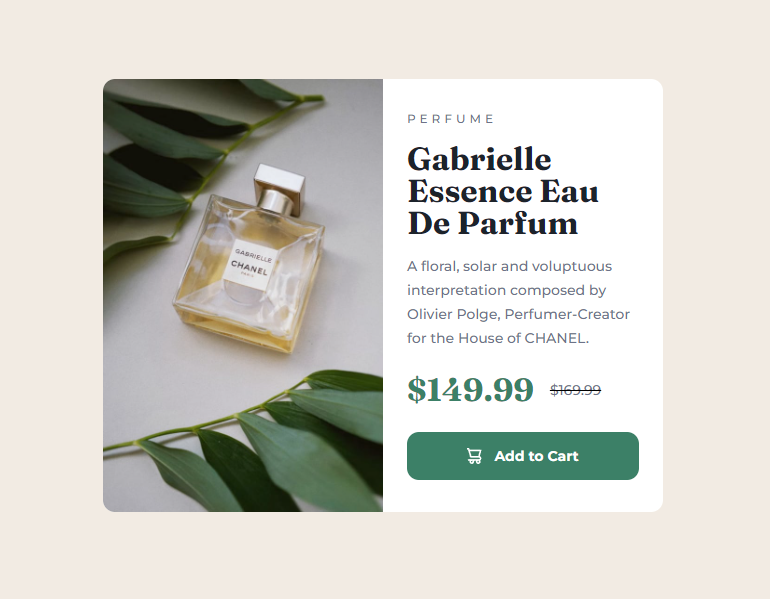 GABRIELLE
CHANEL
PARIS
PERFUME
Gabrielle
Essence Eau
De Parfum
A floral, solar and voluptuous
interpretation composed by
Olivier Polge, Perfumer-Creator
for the House of CHANEL.
$149.99 $169.99
Add to Cart